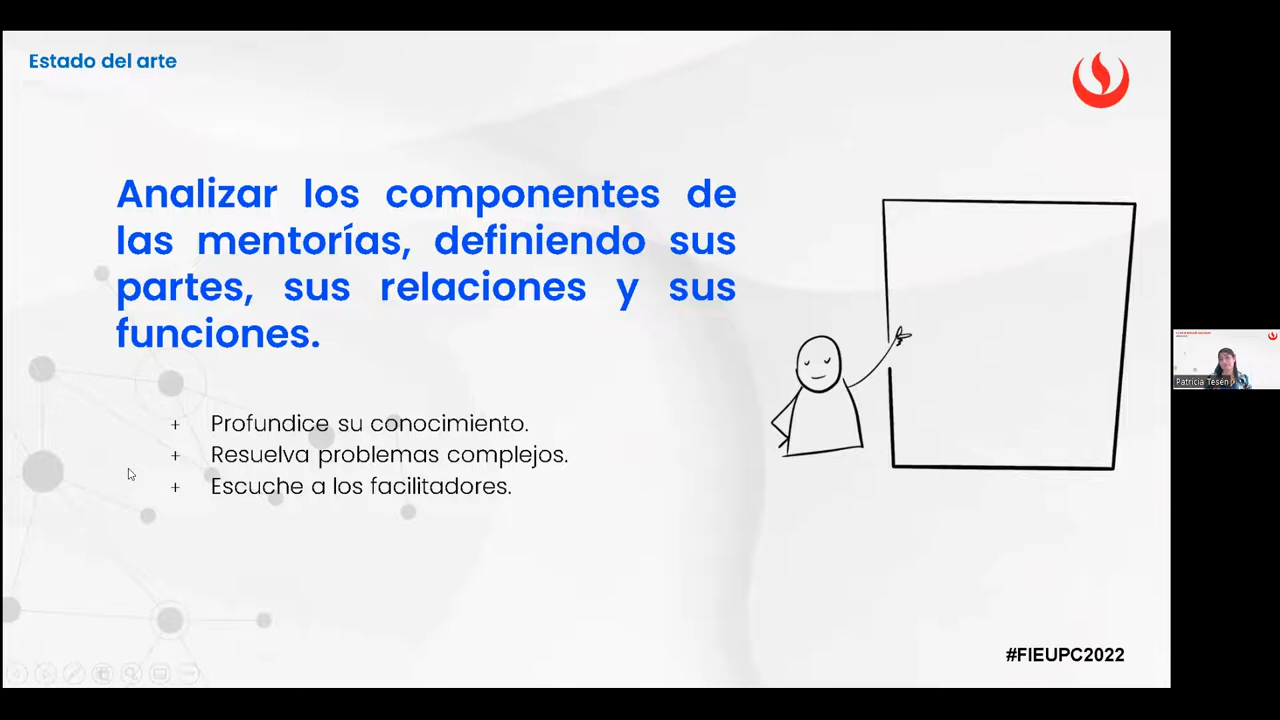 Estado del arte
Analizar los componentes de
las mentorías, definiendo sus
partes, sus relaciones y sus
funciones.
+ Profundice su conocimiento.
+ Resuelva problemas complejos.
+ Escuche a los facilitadores.
Patricia Tesén
#FIEUPC2022